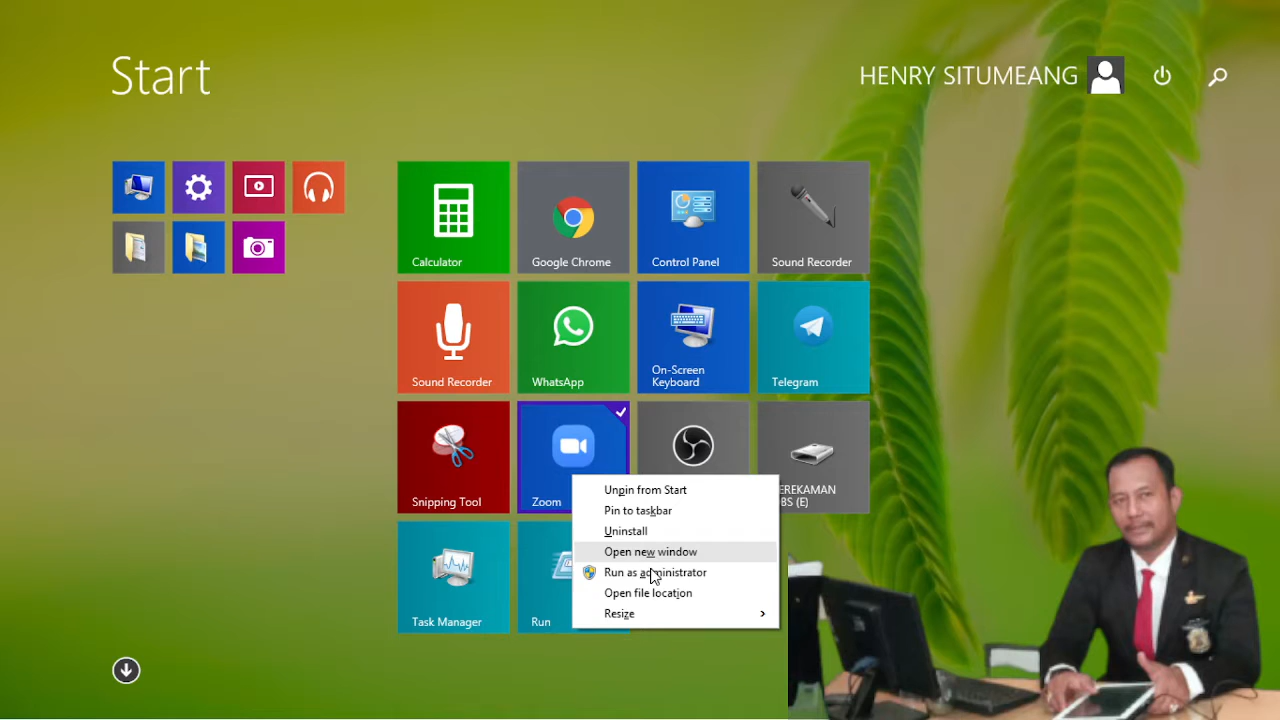 Start
HENRY SITUMEANG
Calculator
Google Chrome
Control Panel
Sound Recorder
Sound Recorder
WhatsApp
On-Screen
Keyboard
Telegram
Snipping Tool
Zoom
EREKAMAN
BS (E)
Task Manager
Run
Unpin from Start
Pin to taskbar
Uninstall
Open new window
Run as administrator
Open file location
Resize